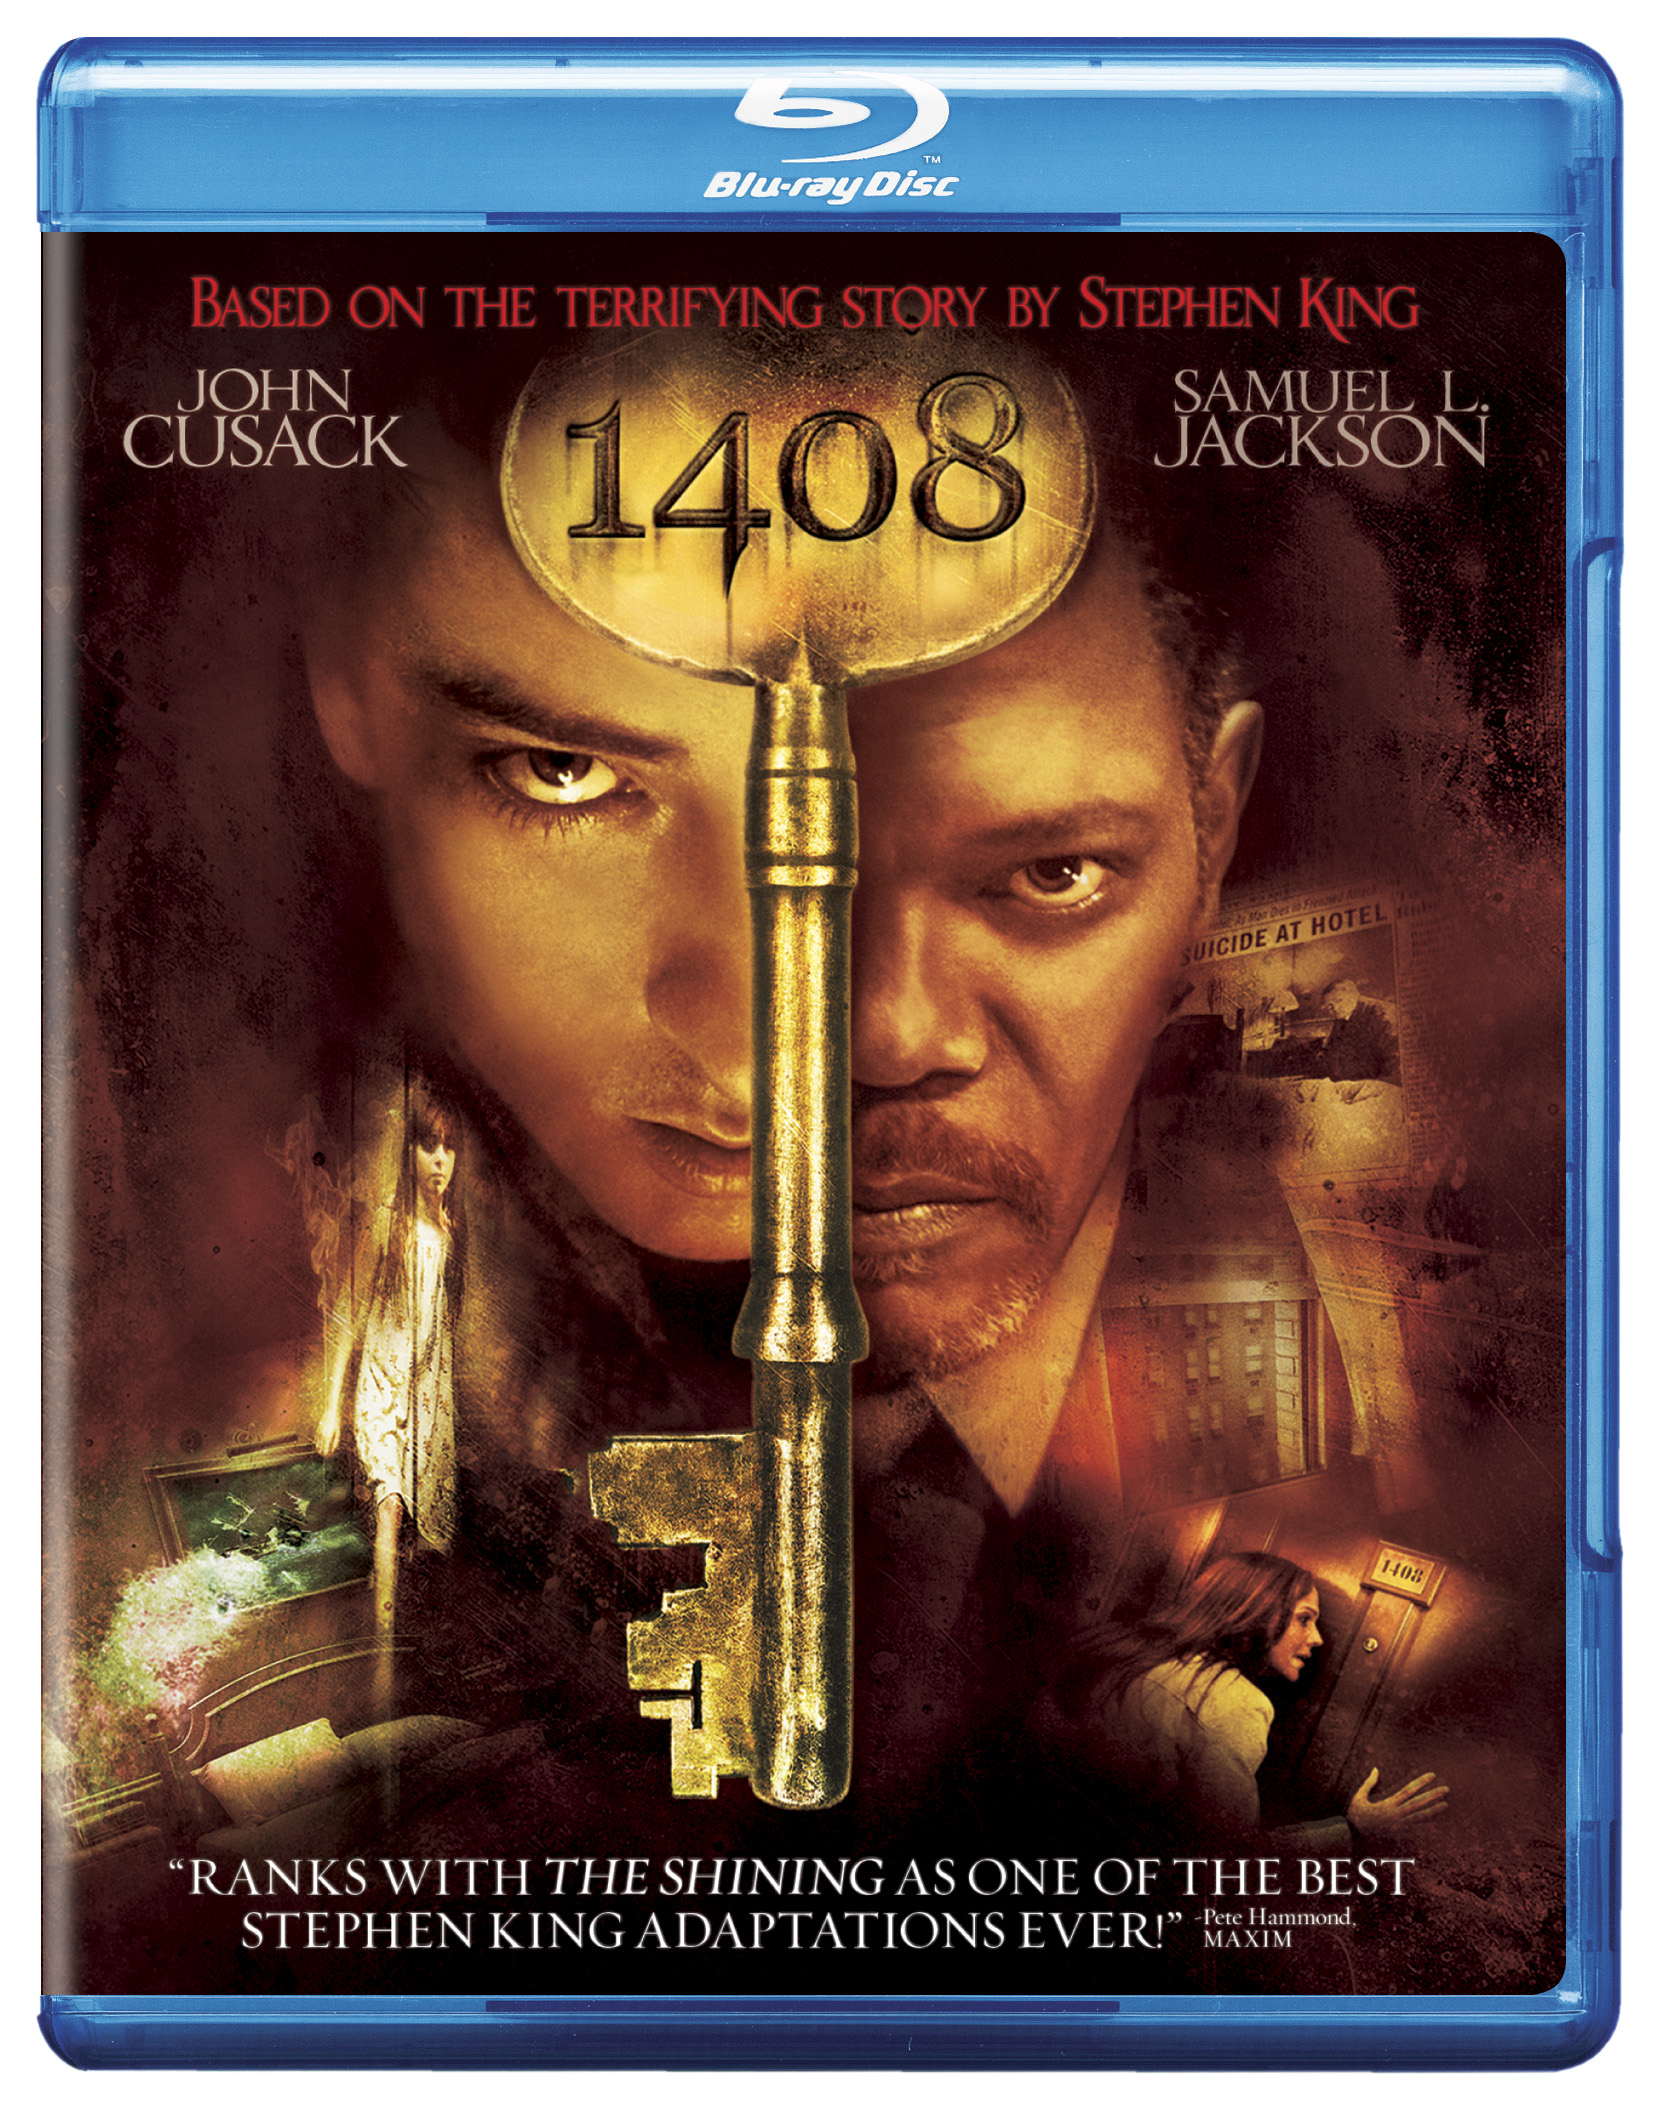 Blu-ray Disc™
BASED ON THE TERRIFYING STORY BY STEPHEN KING
JOHN
CUSACK
SAMUEL L.
JACKSON
1408
SUICIDE AT HOTEL
1408
“RANKS WITH THE SHINING AS ONE OF THE BEST
STEPHEN KING ADAPTATIONS EVER!” -Pete Hammond,
MAXIM